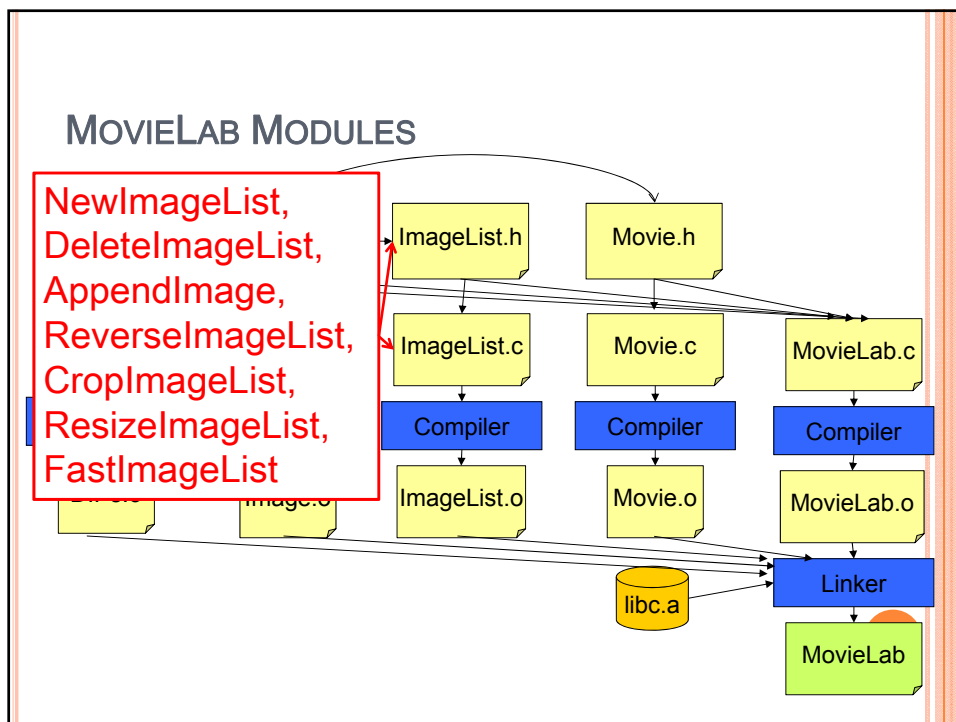 MOVIELAB MODULES
NewImageList,
DeleteImageList,
AppendImage,
ReverseImageList,
CropImageList,
ResizeImageList,
FastImageList
ImageList.h
Movie.h
ImageList.c
Movie.c
MovieLab.c
Compiler
Compiler
Compiler
Image.o
ImageList.o
Movie.o
MovieLab.o
Linker
libc.a
MovieLab